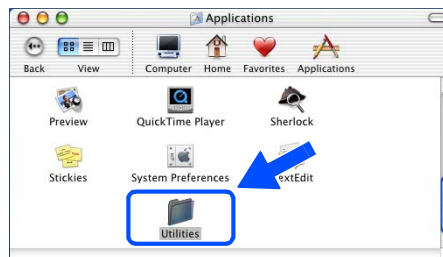 Applications
Back View Computer Home Favorites Applications
Preview QuickTime Player Sherlock
Stickies System Preferences extEdit
Utilities